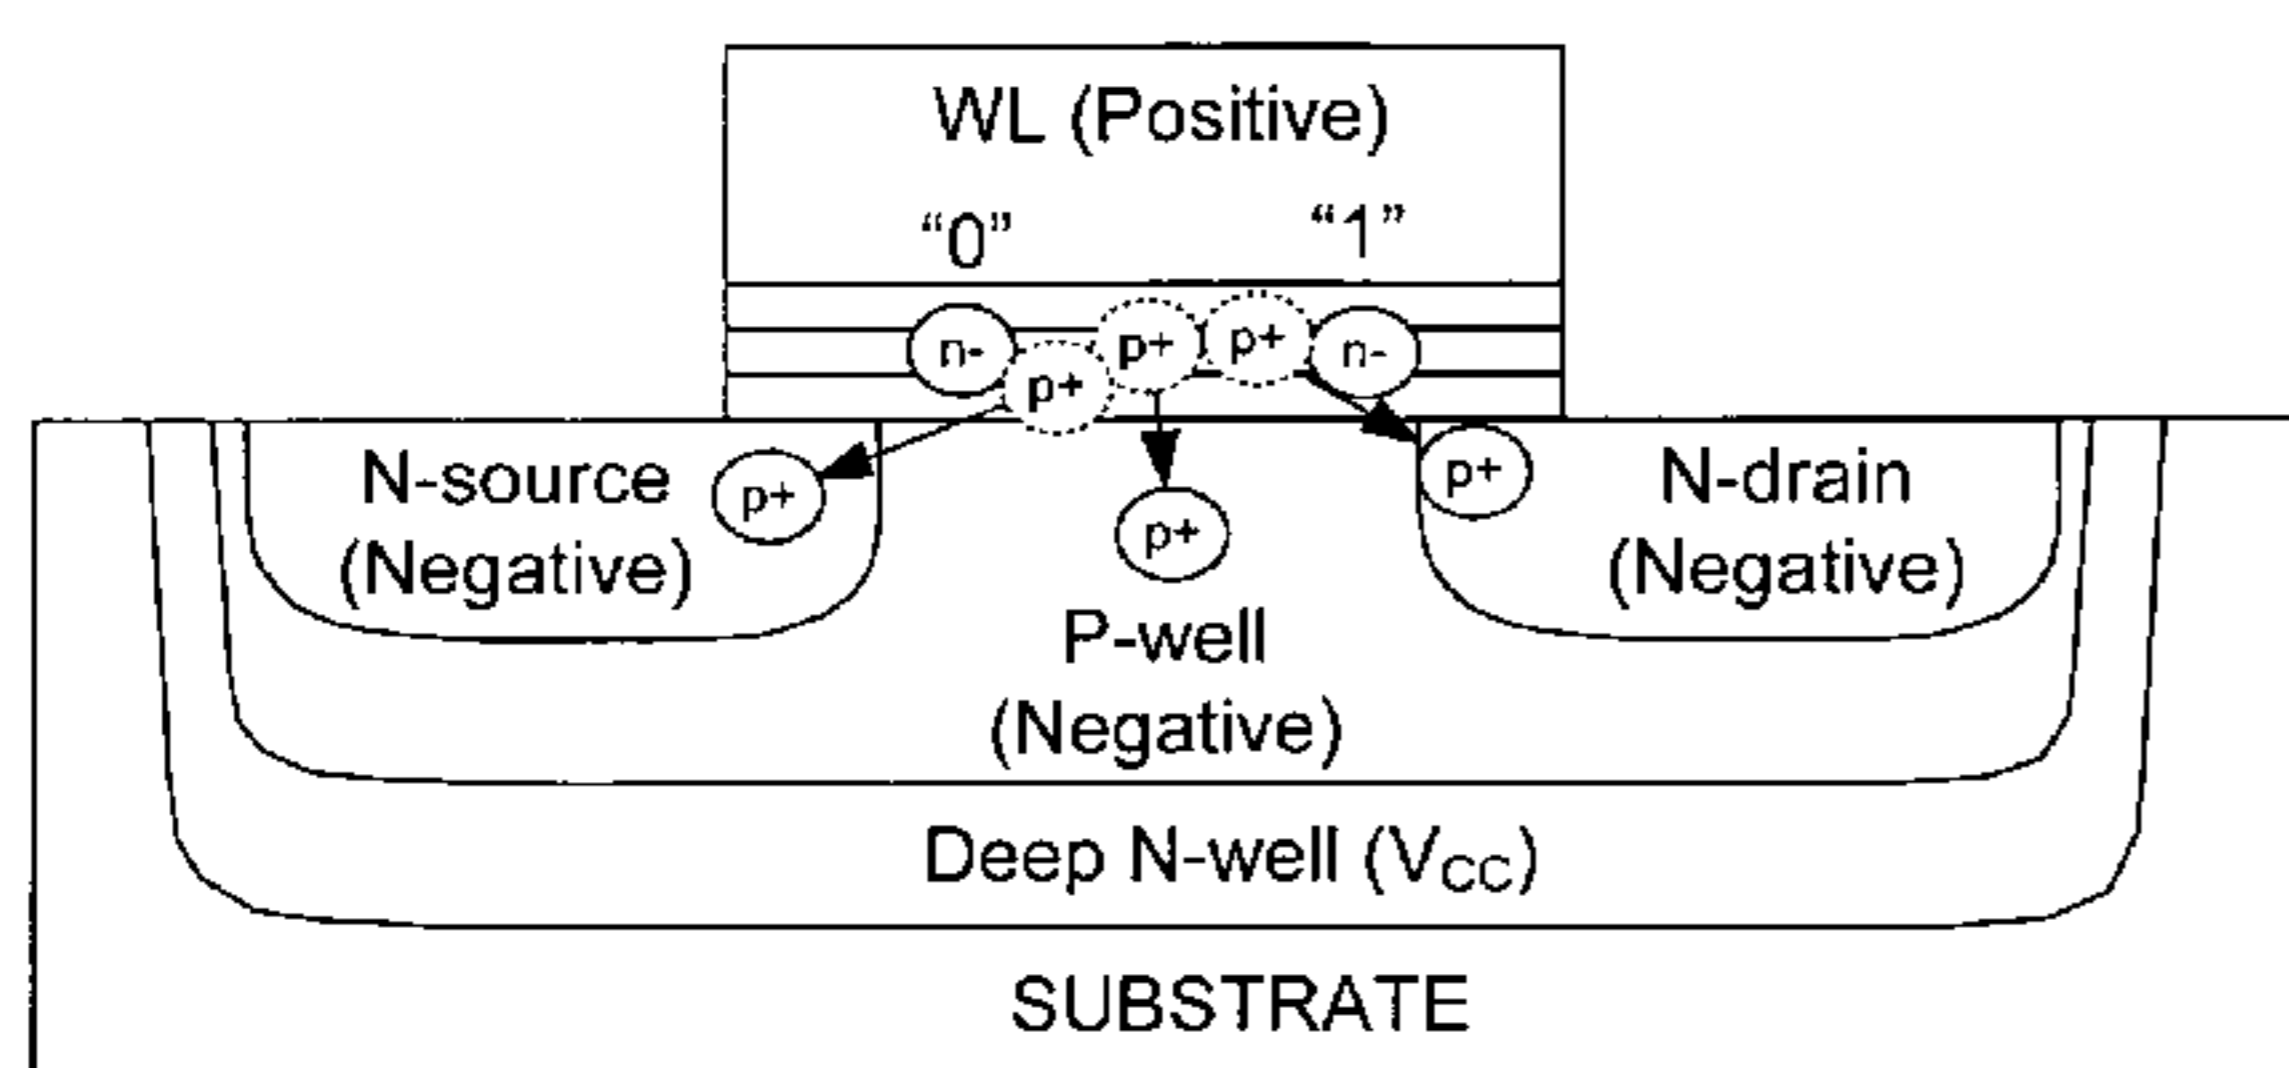 WL (Positive)
“0” “1”
n- p+ p+ p+ n-
N-source p+ p+ p+ N-drain
(Negative) (Negative)
P-well
(Negative)
Deep N-well (VCC)
SUBSTRATE